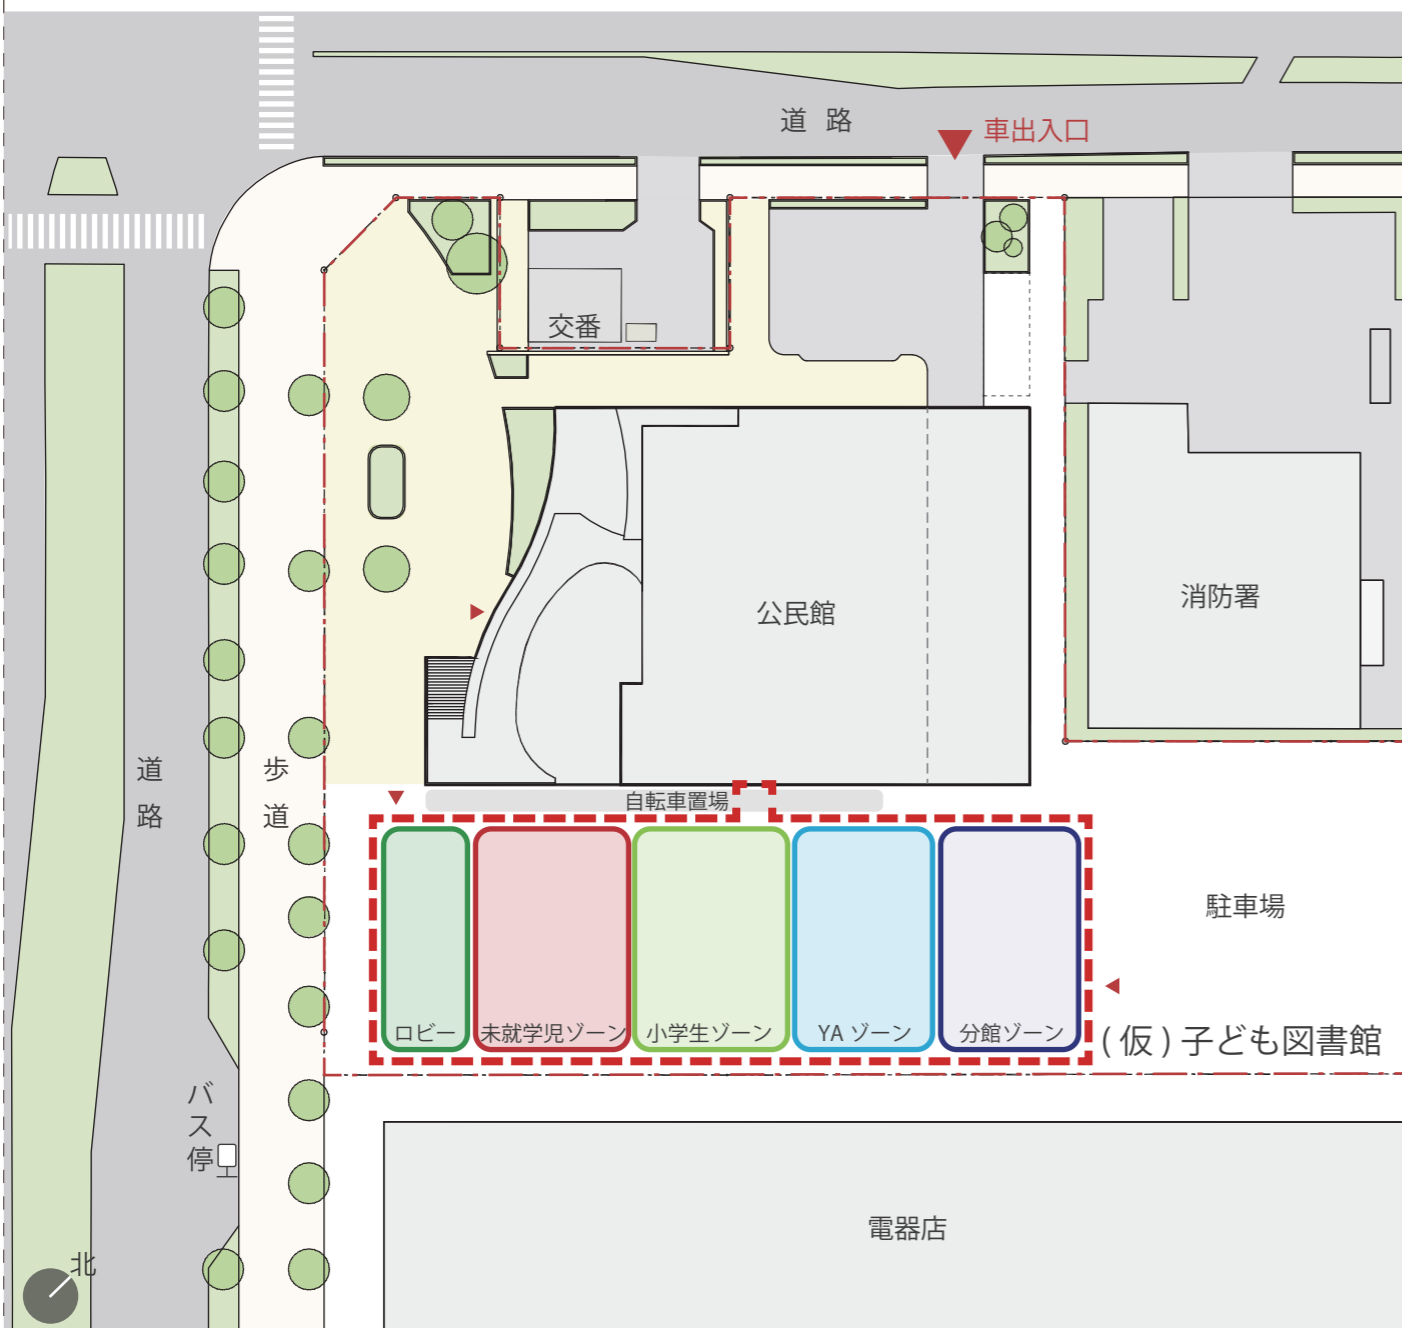 道 路
車出入口
交番
公民館
消防署
道路
歩道
自転車置場
駐車場
ロビー
未就学児ゾーン
小学生ゾーン
YA ゾーン
分館ゾーン
( 仮 ) 子ども図書館
バス停
電器店
北